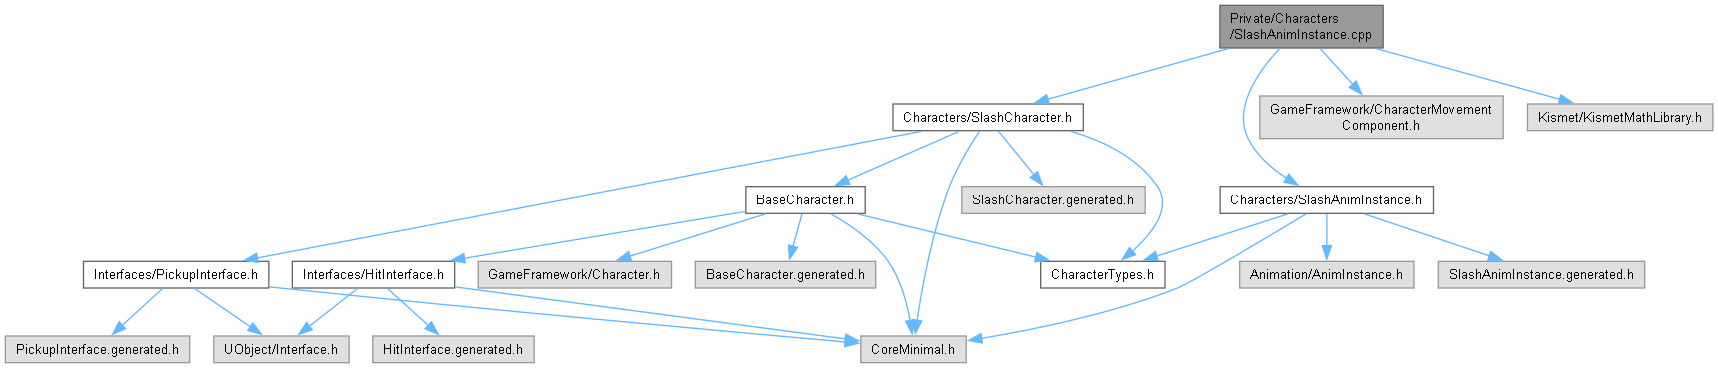 Private/Characters
/SlashAnimInstance.cpp
Characters/SlashCharacter.h
GameFramework/CharacterMovement
Component.h
Kismet/KismetMathLibrary.h
BaseCharacter.h
SlashCharacter.generated.h
Characters/SlashAnimInstance.h
Interfaces/PickupInterface.h
Interfaces/HitInterface.h
GameFramework/Character.h
BaseCharacter.generated.h
CharacterTypes.h
Animation/AnimInstance.h
SlashAnimInstance.generated.h
PickupInterface.generated.h
UObject/Interface.h
HitInterface.generated.h
CoreMinimal.h